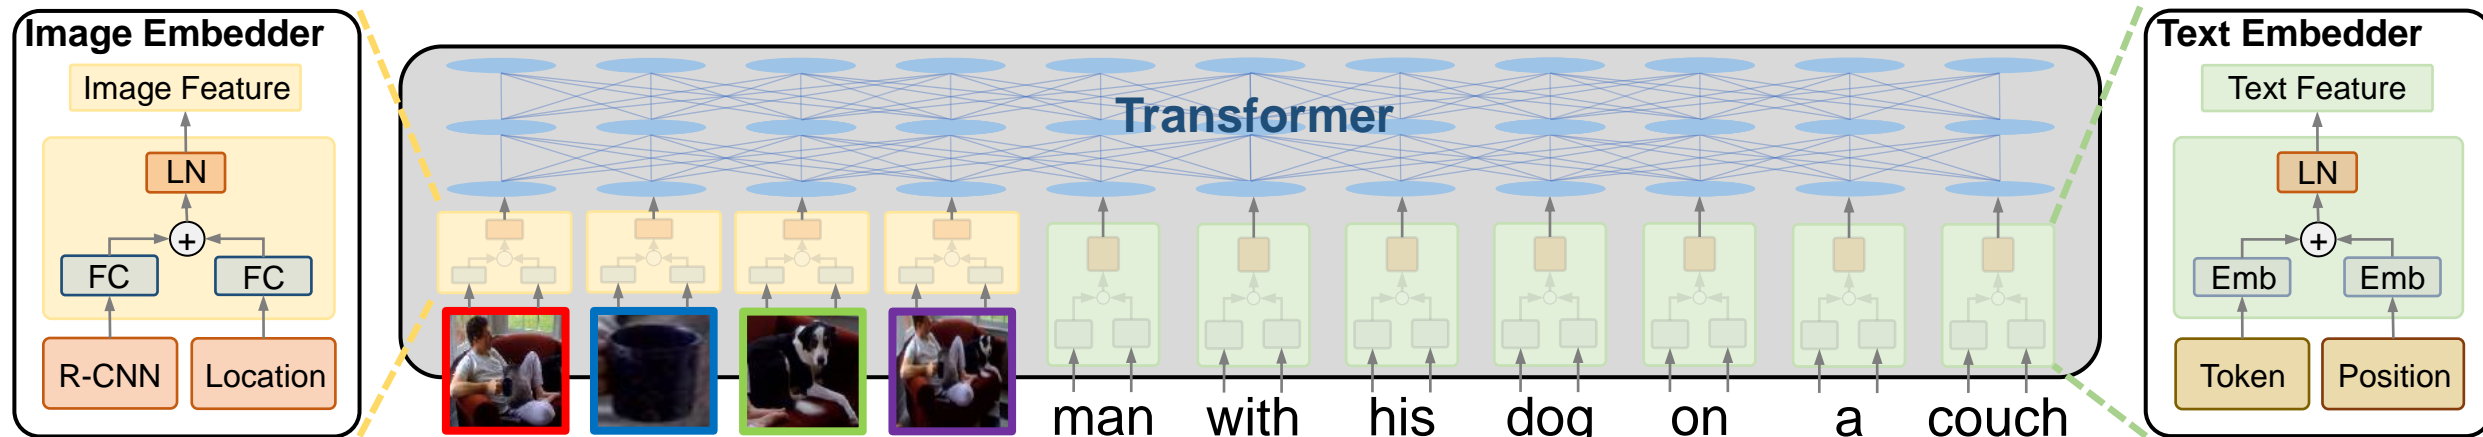 Image Embedder
Image Feature
LN
+
FC FC
R-CNN Location
Transformer
man with his dog on a couch
Text Embedder
Text Feature
LN
+
Emb Emb
Token Position